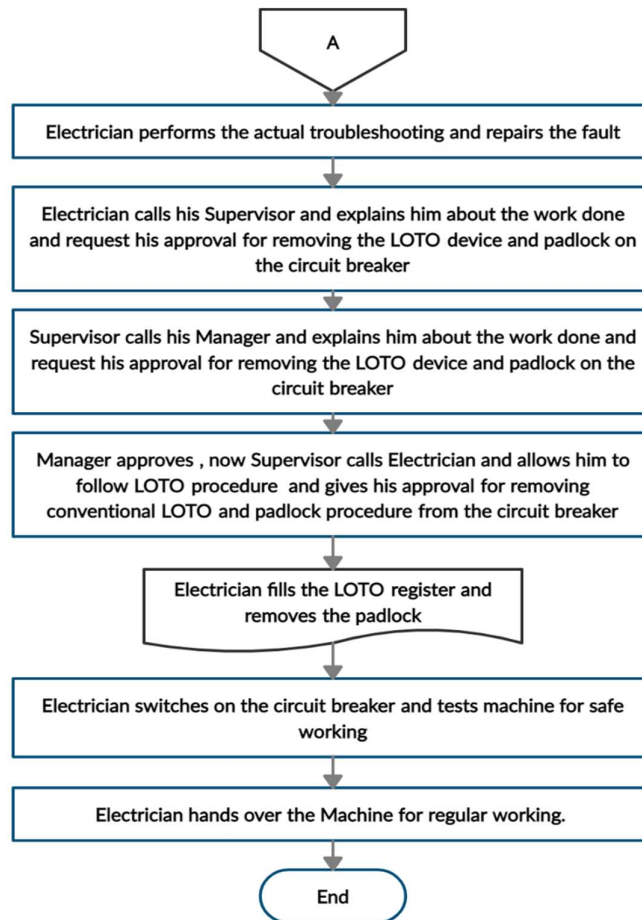 A
Electrician performs the actual troubleshooting and repairs the fault
Electrician calls his Supervisor and explains him about the work done
and request his approval for removing the LOTO device and padlock on
the circuit breaker
Supervisor calls his Manager and explains him about the work done and
request his approval for removing the LOTO device and padlock on the
circuit breaker
Manager approves , now Supervisor calls Electrician and allows him to
follow LOTO procedure  and gives his approval for removing
conventional LOTO and padlock procedure from the circuit breaker
Electrician fills the LOTO register and
removes the padlock
Electrician switches on the circuit breaker and tests machine for safe
working
Electrician hands over the Machine for regular working.
End